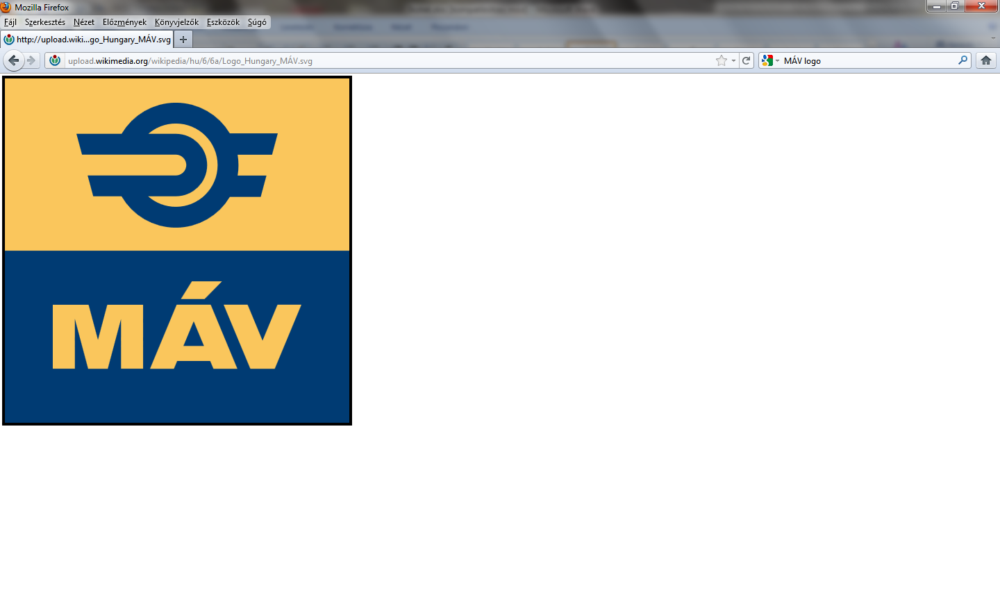 Mozilla Firefox
Fájl Szerkesztés Nézet Előzmények Könyvjelzők Eszközök Súgó
http://upload.wiki...go_Hungary_MÁV.svg
upload.wikimedia.org/wikipedia/hu/6/6a/Logo_Hungary_MÁV.svg MÁV logo
MÁV